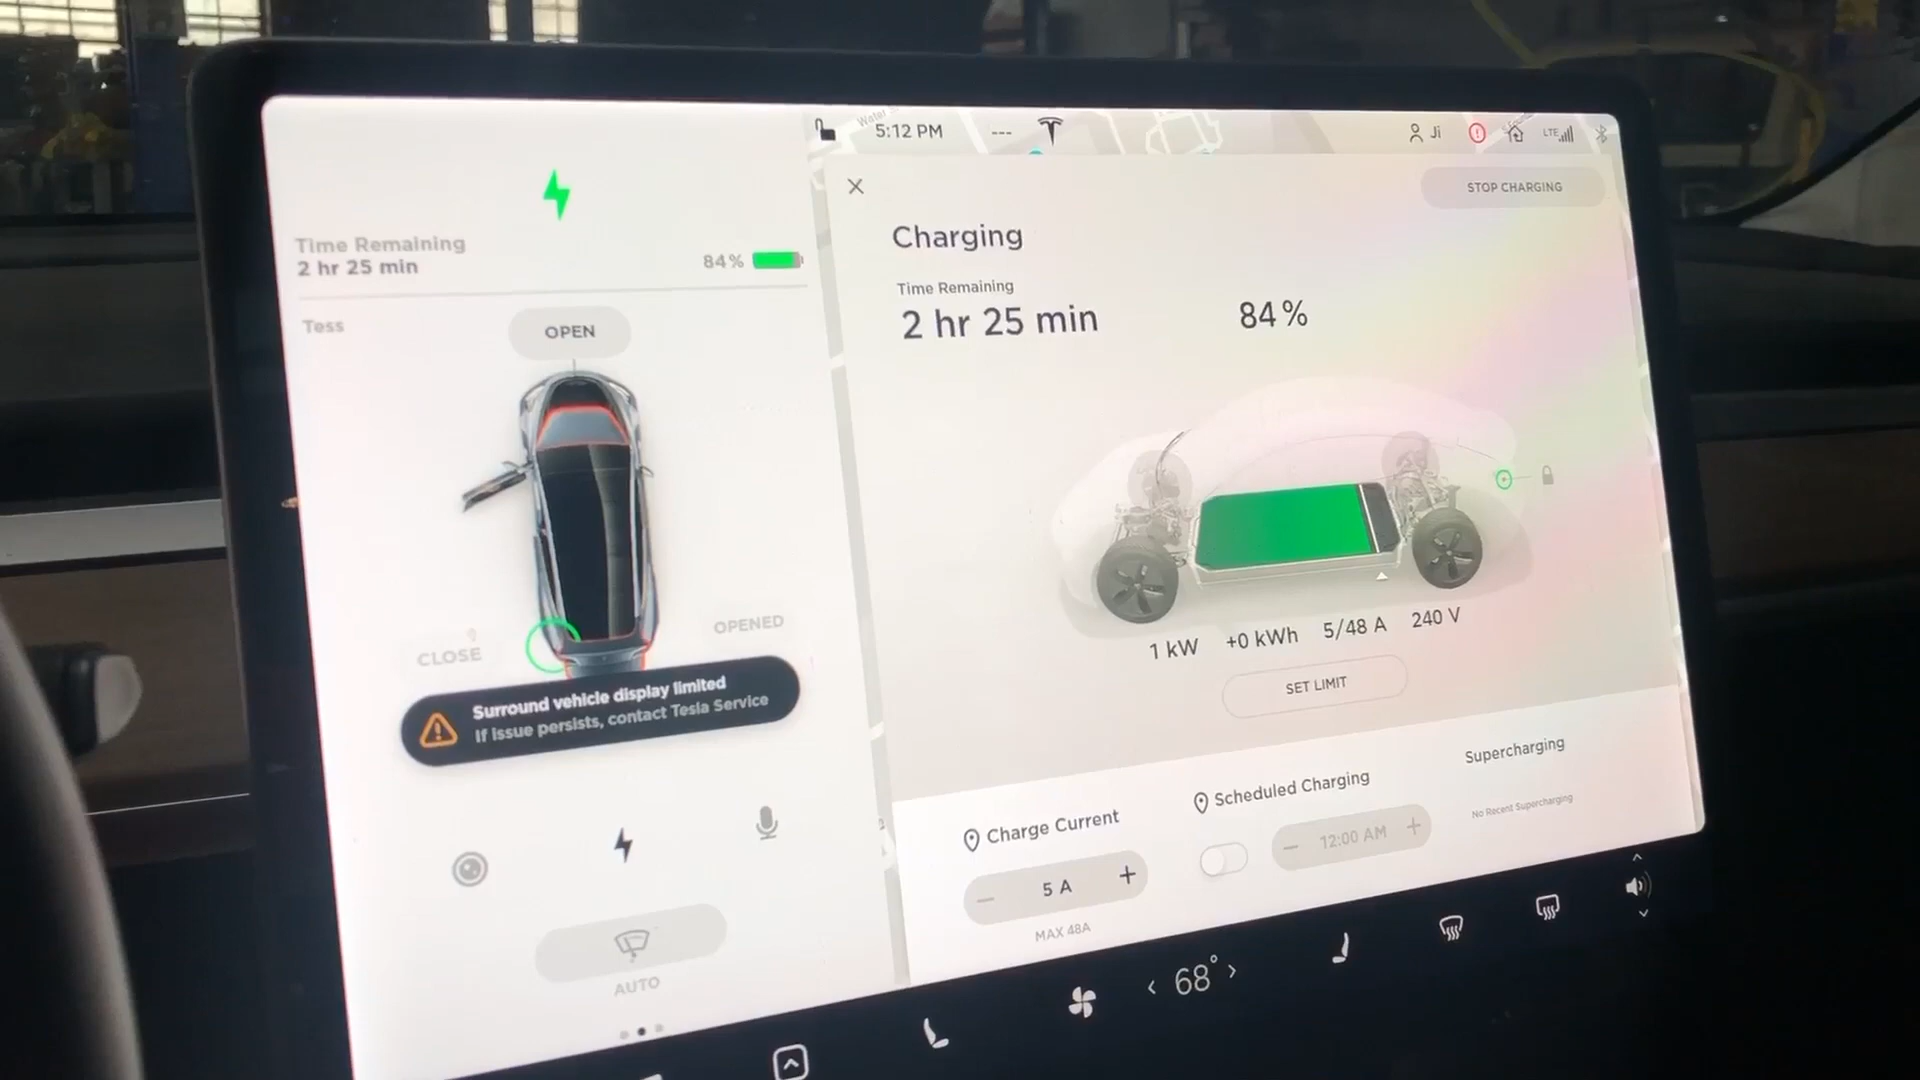 Time Remaining
2 hr 25 min
84%
Tess
OPEN
CLOSE
OPENED
Surround vehicle display limited
If issue persists, contact Tesla Service
AUTO
Water
5:12 PM
---
Ji
LTE
STOP CHARGING
Charging
Time Remaining
2 hr 25 min
84%
1 kW +0 kWh 5/48 A 240 V
SET LIMIT
Charge Current
− 5 A +
MAX 48A
Scheduled Charging
− 12:00 AM +
Supercharging
No Recent Supercharging
< 68° >